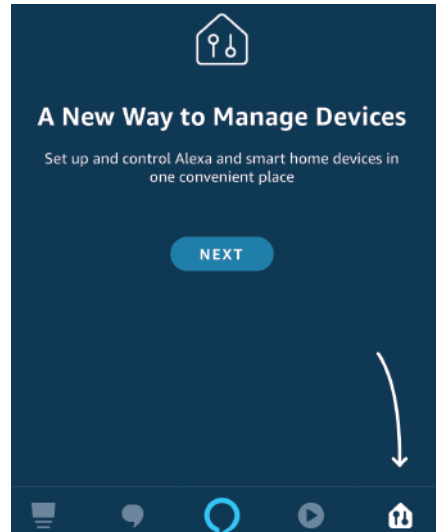 A New Way to Manage Devices
Set up and control Alexa and smart home devices in
one convenient place
NEXT